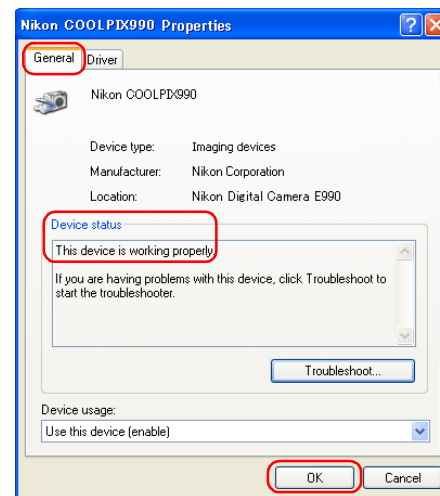 Nikon COOLPIX990 Properties
General Driver
Nikon COOLPIX990
Device type: Imaging devices
Manufacturer: Nikon Corporation
Location: Nikon Digital Camera E990
Device status
This device is working properly.
If you are having problems with this device, click Troubleshoot to
start the troubleshooter.
Troubleshoot...
Device usage:
Use this device (enable)
OK Cancel